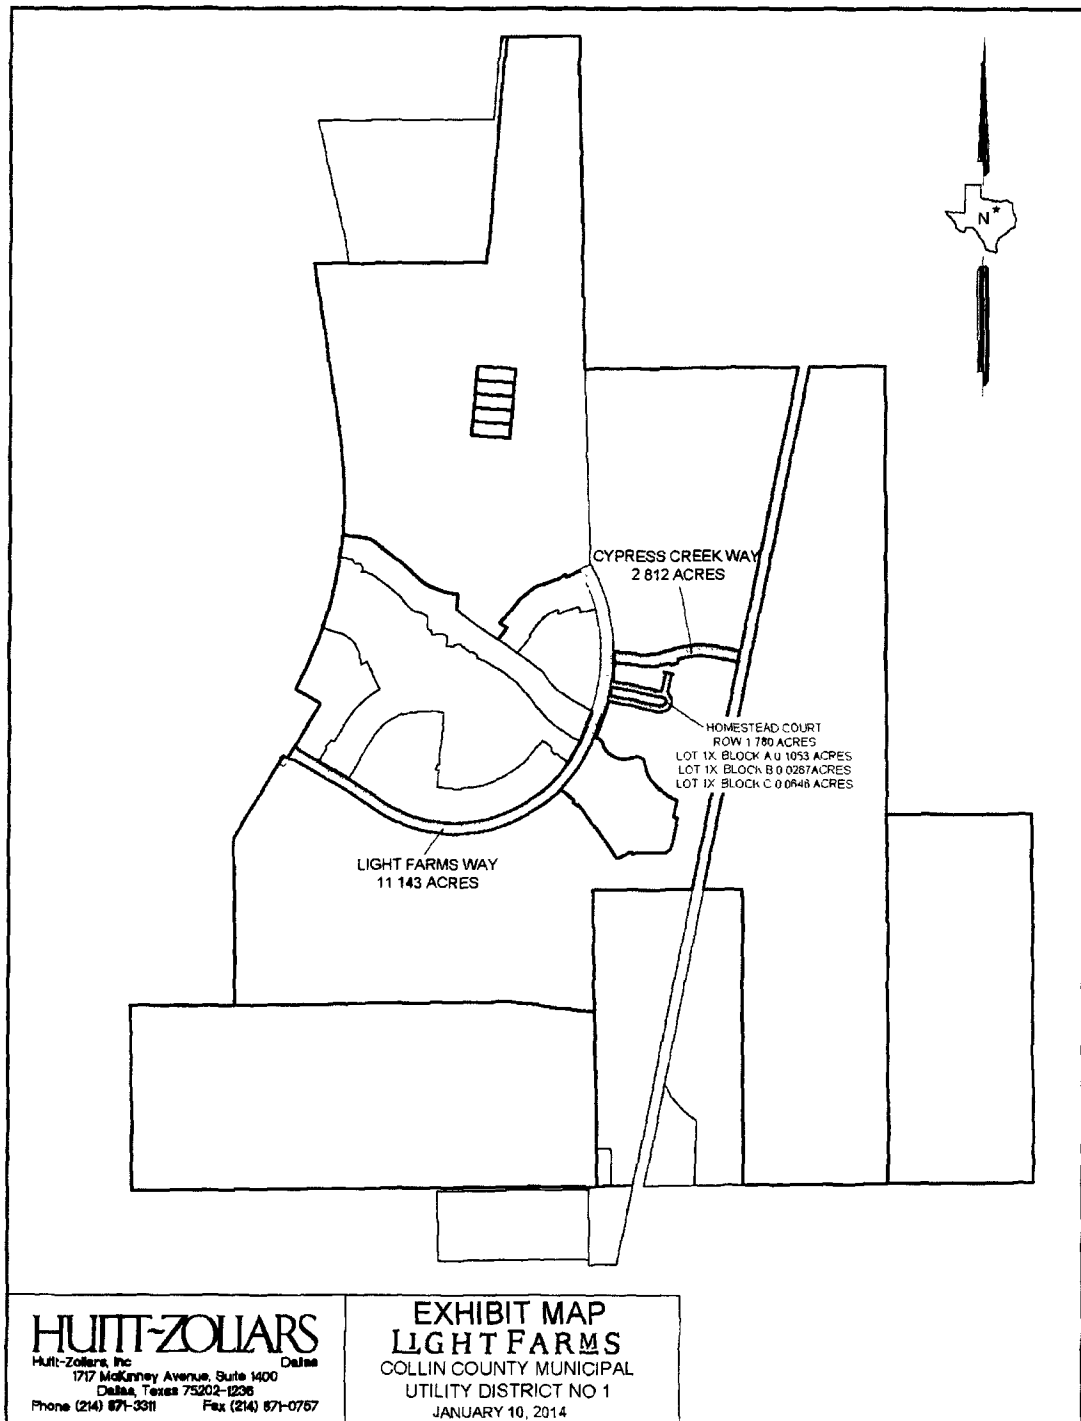 N
CYPRESS CREEK WAY
2 812 ACRES
HOMESTEAD COURT
ROW 1 780 ACRES
LOT 1X BLOCK A 0 1053 ACRES
LOT 1X BLOCK B 0 0287 ACRES
LOT 1X BLOCK C 0 0646 ACRES
LIGHT FARMS WAY
11 143 ACRES
HUITT~ZOLLARS
Huitt-Zollars, Inc Dallas
1717 McKinney Avenue, Suite 1400
Dallas, Texas 75202-1236
Phone (214) 871-3311 Fax (214) 871-0757
EXHIBIT MAP
LIGHT FARMS
COLLIN COUNTY MUNICIPAL
UTILITY DISTRICT NO 1
JANUARY 10, 2014